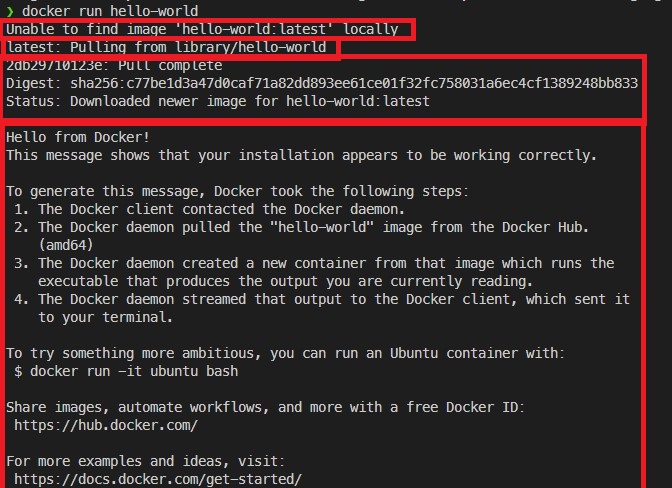 ❯ docker run hello-world
Unable to find image 'hello-world:latest' locally
latest: Pulling from library/hello-world
2db29710123e: Pull complete
Digest: sha256:c77be1d3a47d0caf71a82dd893ee61ce01f32fc758031a6ec4cf1389248bb833
Status: Downloaded newer image for hello-world:latest
Hello from Docker!
This message shows that your installation appears to be working correctly.
To generate this message, Docker took the following steps:
1. The Docker client contacted the Docker daemon.
2. The Docker daemon pulled the "hello-world" image from the Docker Hub.
(amd64)
3. The Docker daemon created a new container from that image which runs the
executable that produces the output you are currently reading.
4. The Docker daemon streamed that output to the Docker client, which sent it
to your terminal.
To try something more ambitious, you can run an Ubuntu container with:
$ docker run -it ubuntu bash
Share images, automate workflows, and more with a free Docker ID:
https://hub.docker.com/
For more examples and ideas, visit:
https://docs.docker.com/get-started/